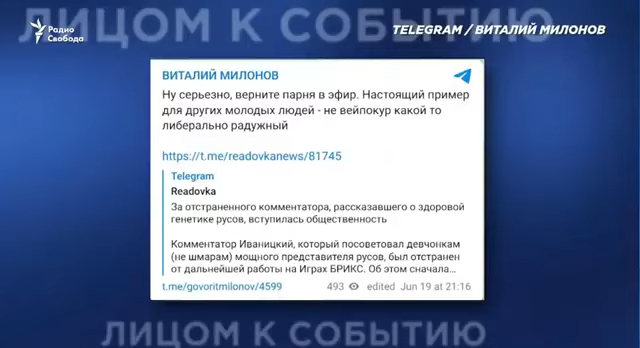 ЛИЦОМ К СОБЫТИЮ
Радио
Свобода
TELEGRAM / ВИТАЛИЙ МИЛОНОВ
ВИТАЛИЙ МИЛОНОВ
Ну серьезно, верните парня в эфир. Настоящий пример
для других молодых людей - не вейпокур какой то
либерально радужный
https://t.me/readovkanews/81745
Telegram
Readovka
За отстраненного комментатора, рассказавшего о здоровой
генетике русов, вступилась общественность
Комментатор Иваницкий, который посоветовал девчонкам
(не шмарам) мощного представителя русов, был отстранен
от дальнейшей работы на Играх БРИКС. Об этом сначала...
t.me/govoritmilonov/4599
493 edited Jun 19 at 21:16
ЛИЦОМ К СОБЫТИЮ